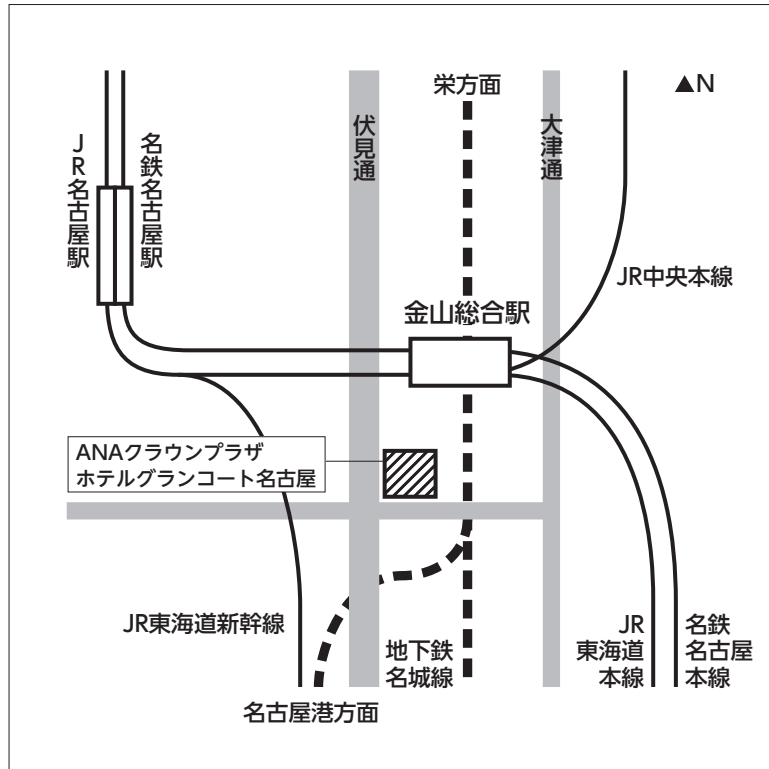 栄方面
▲N
伏見通
大津通
JR名古屋駅
名鉄名古屋駅
JR中央本線
金山総合駅
ANAクラウンプラザ
ホテルグランコート名古屋
JR東海道新幹線
地下鉄
名城線
JR
東海道
本線
名鉄
名古屋
本線
名古屋港方面